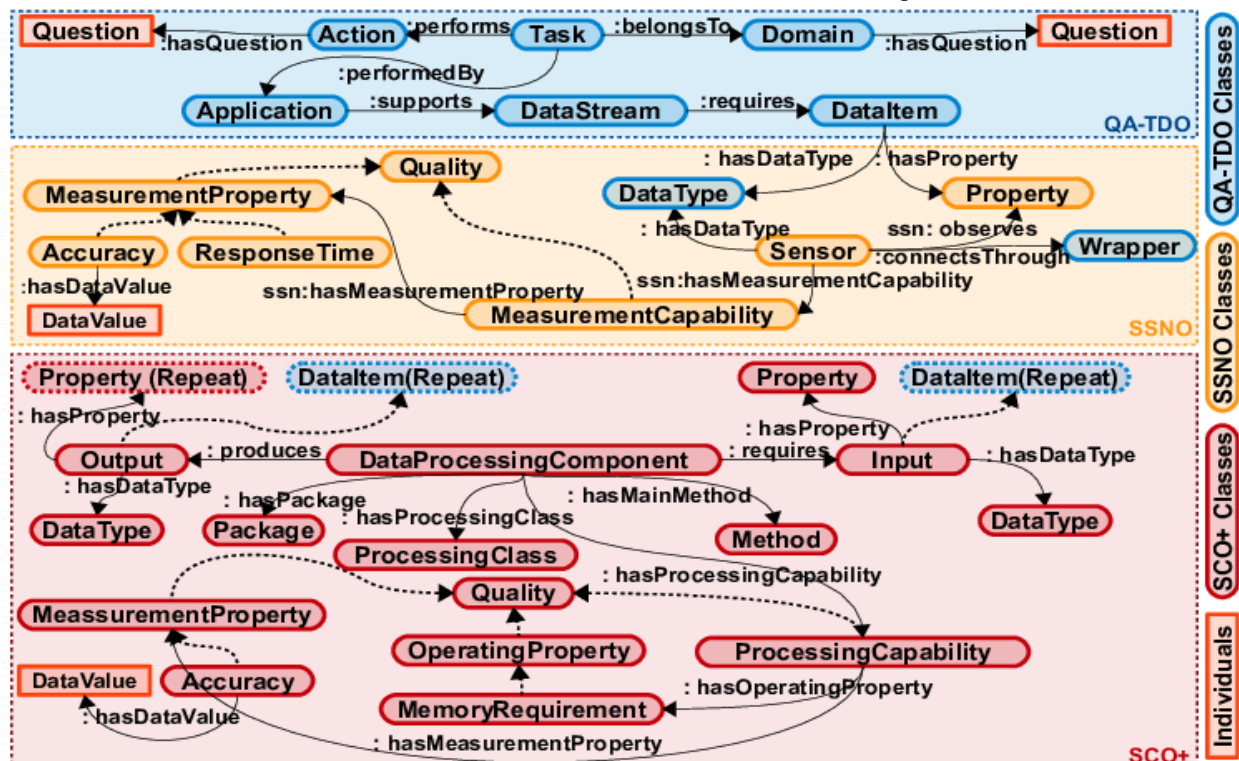 Question
:hasQuestion
Action
:performs
Task
:belongsTo
Domain
:hasQuestion
Question
:performedBy
Application
:supports
DataStream
:requires
DataItem
QA-TDO
QA-TDO Classes
: hasDataType
: hasProperty
Quality
MeasurementProperty
DataType
Property
: hasDataType
ssn: observes
Accuracy
ResponseTime
Sensor
:connectsThrough
Wrapper
:hasDataValue
ssn:hasMeasurementProperty
ssn:hasMeasurementCapability
DataValue
MeasurementCapability
SSNO
SSNO Classes
Property (Repeat)
DataItem(Repeat)
Property
DataItem(Repeat)
: hasProperty
: hasProperty
Output
: produces
DataProcessingComponent
: requires
Input
: hasDataType
: hasDataType
: hasPackage
: hasMainMethod
: hasProcessingClass
DataType
Package
Method
DataType
ProcessingClass
SCO+ Classes
: hasProcessingCapability
Quality
MeassurementProperty
OperatingProperty
ProcessingCapability
DataValue
Accuracy
: hasOperatingProperty
: hasDataValue
MemoryRequirement
: hasMeasurementProperty
SCO+
Individuals